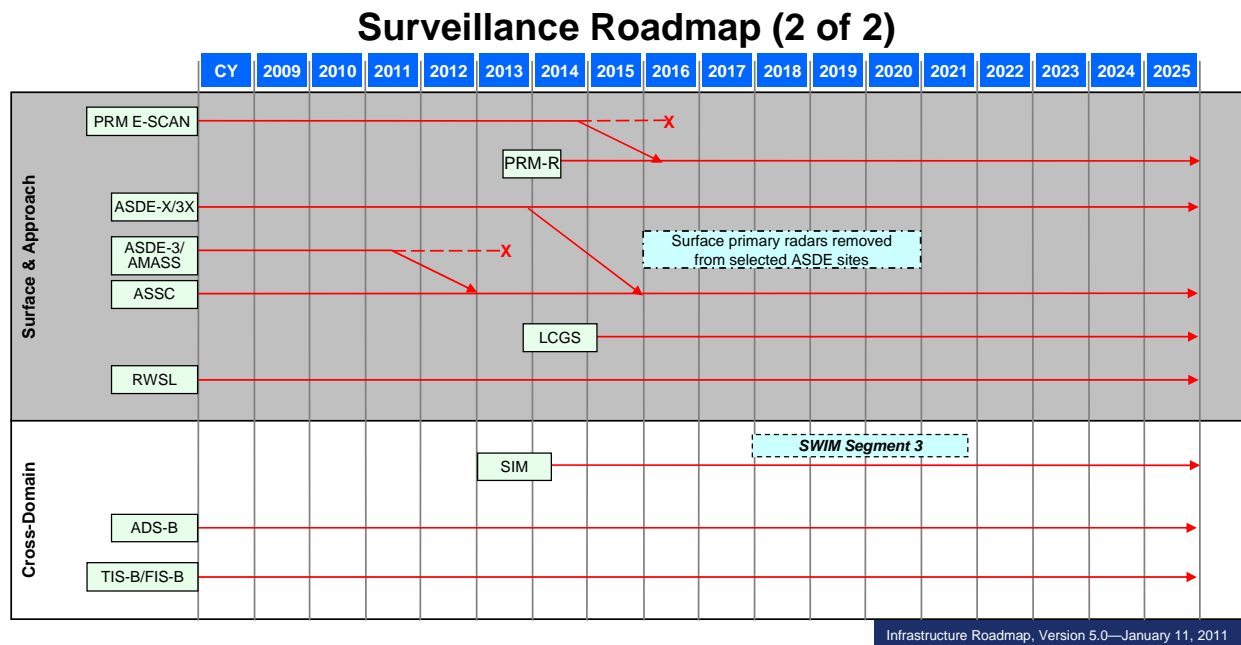 Surveillance Roadmap (2 of 2)
CY 2009 2010 2011 2012 2013 2014 2015 2016 2017 2018 2019 2020 2021 2022 2023 2024 2025
Surface & Approach
PRM E-SCAN
X
PRM-R
ASDE-X/3X
ASDE-3/
AMASS
X
Surface primary radars removed
from selected ASDE sites
ASSC
LCGS
RWSL
Cross-Domain
SWIM Segment 3
SIM
ADS-B
TIS-B/FIS-B
Infrastructure Roadmap, Version 5.0—January 11, 2011